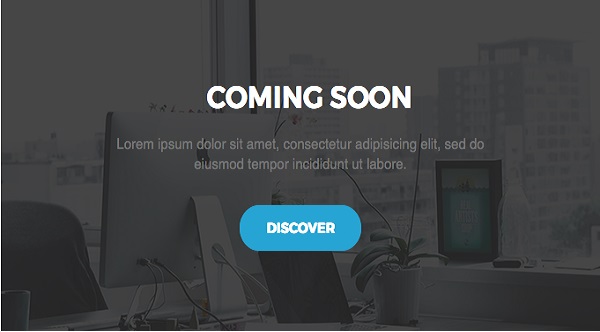 COMING SOON
Lorem ipsum dolor sit amet, consectetur adipisicing elit, sed do
eiusmod tempor incididunt ut labore.
DISCOVER